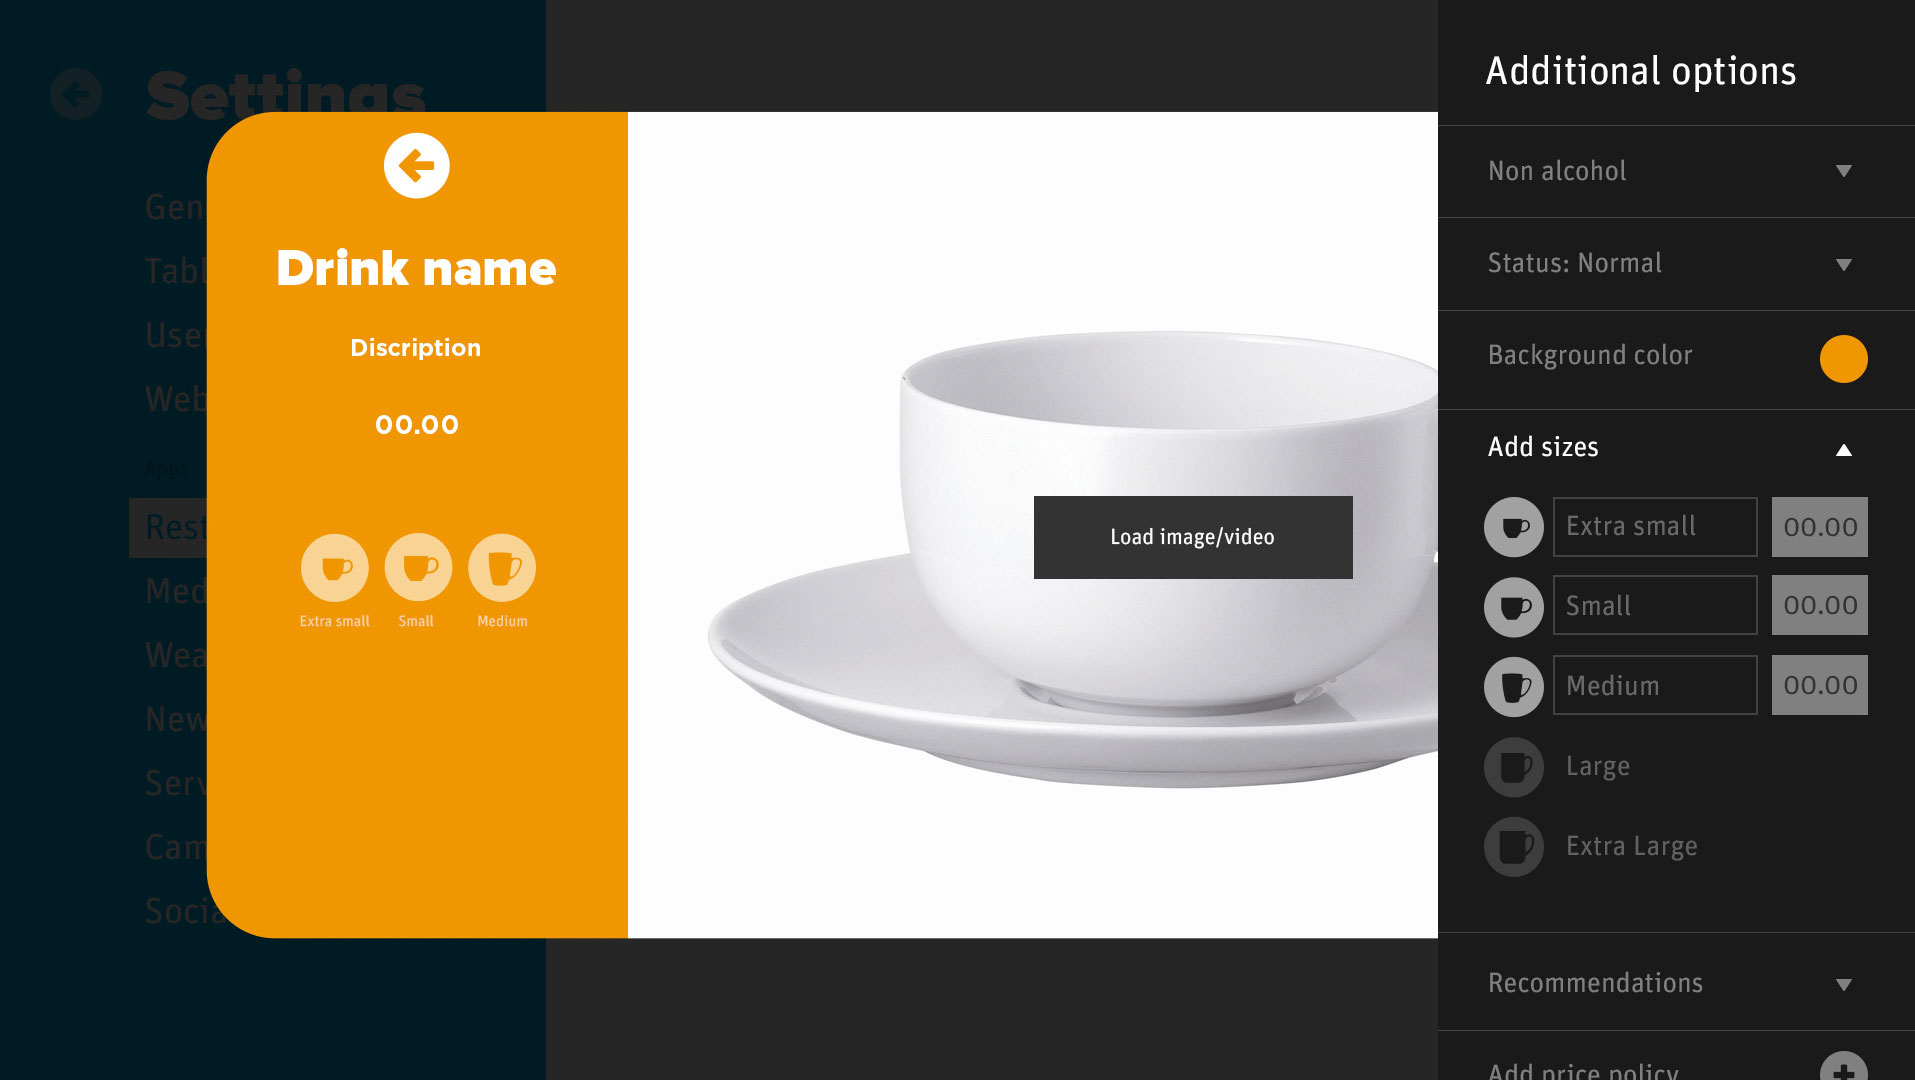 Settings
Gen
Tabl
User
Web
Apps
Rest
Med
Wea
New
Serv
Cam
Socia
Drink name
Discription
00.00
Extra small
Small
Medium
Load image/video
Additional options
Non alcohol
Status: Normal
Background color
Add sizes
Extra small 00.00
Small 00.00
Medium 00.00
Large
Extra Large
Recommendations
Add price policy